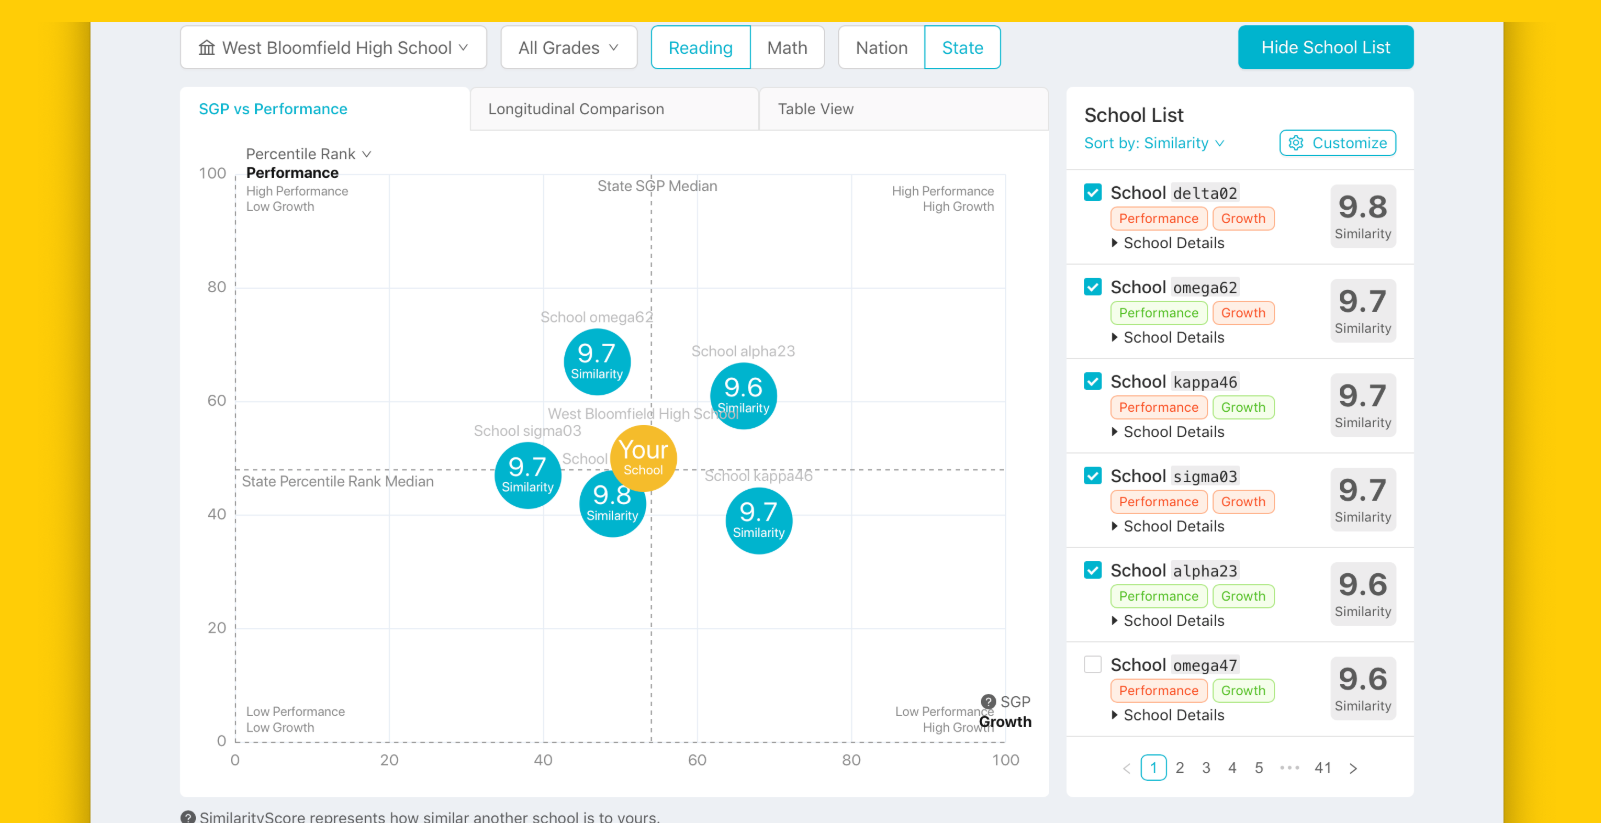 West Bloomfield High School
All Grades
Reading
Math
Nation
State
Hide School List
SGP vs Performance
Longitudinal Comparison
Table View
Percentile Rank
Performance
High Performance
Low Growth
State SGP Median
High Performance
High Growth
100
80
60
40
20
0
School omega62
9.7
Similarity
School alpha23
9.6
Similarity
West Bloomfield High School
School sigma03
9.7
Similarity
School
Your
School
9.8
Similarity
School kappa46
9.7
Similarity
State Percentile Rank Median
Low Performance
Low Growth
Low Performance
High Growth
? SGP
Growth
0
20
40
60
80
100
School List
Sort by: Similarity
Customize
School delta02
Performance
Growth
School Details
9.8
Similarity
School omega62
Performance
Growth
School Details
9.7
Similarity
School kappa46
Performance
Growth
School Details
9.7
Similarity
School sigma03
Performance
Growth
School Details
9.7
Similarity
School alpha23
Performance
Growth
School Details
9.6
Similarity
School omega47
Performance
Growth
School Details
9.6
Similarity
< 1 2 3 4 5 ••• 41 >
? SimilarityScore represents how similar another school is to yours.